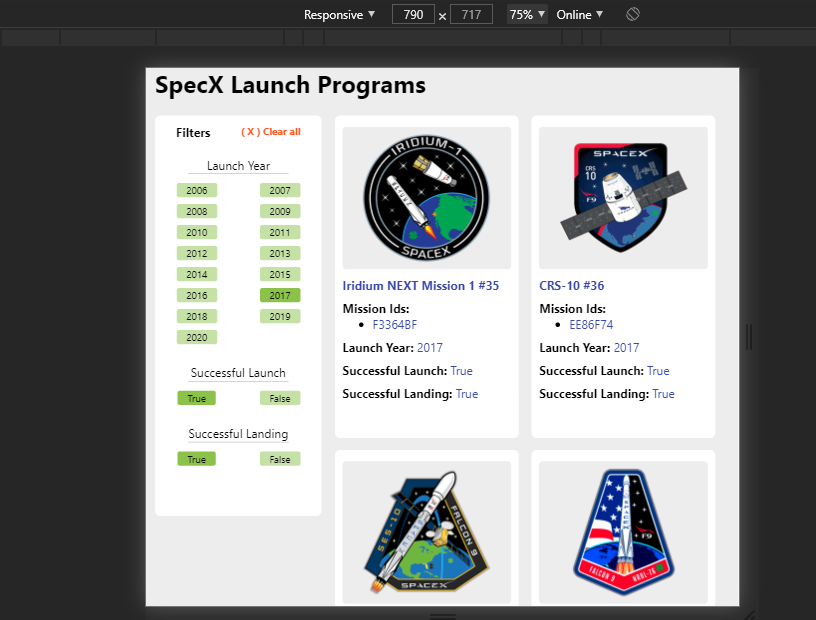 Responsive ▼ 790 x 717 75% ▼ Online ▼
SpecX Launch Programs
Filters ( X ) Clear all
Launch Year
2006 2007
2008 2009
2010 2011
2012 2013
2014 2015
2016 2017
2018 2019
2020
Successful Launch
True False
Successful Landing
True False
IRIDIUM-1
SPACEX
Iridium NEXT Mission 1 #35
Mission Ids:
F3364BF
Launch Year: 2017
Successful Launch: True
Successful Landing: True
SPACEX
CRS
10
F9
CRS-10 #36
Mission Ids:
EE86F74
Launch Year: 2017
Successful Launch: True
Successful Landing: True
SES-10
FALCON 9
SPACEX
F9
FALCON 9